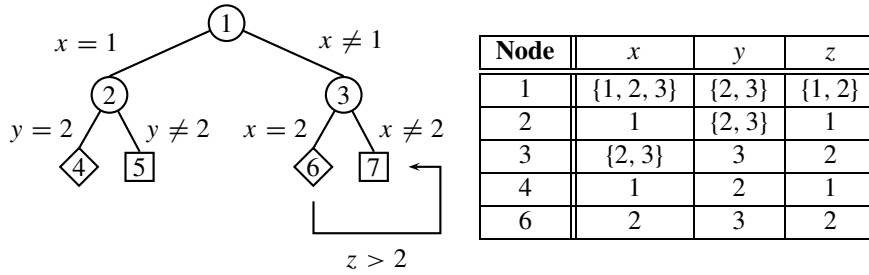 1
x = 1
x ≠ 1
2
3
y = 2
y ≠ 2
x = 2
x ≠ 2
4
5
6
7
z > 2
Node x y z
1 {1, 2, 3} {2, 3} {1, 2}
2 1 {2, 3} 1
3 {2, 3} 3 2
4 1 2 1
6 2 3 2